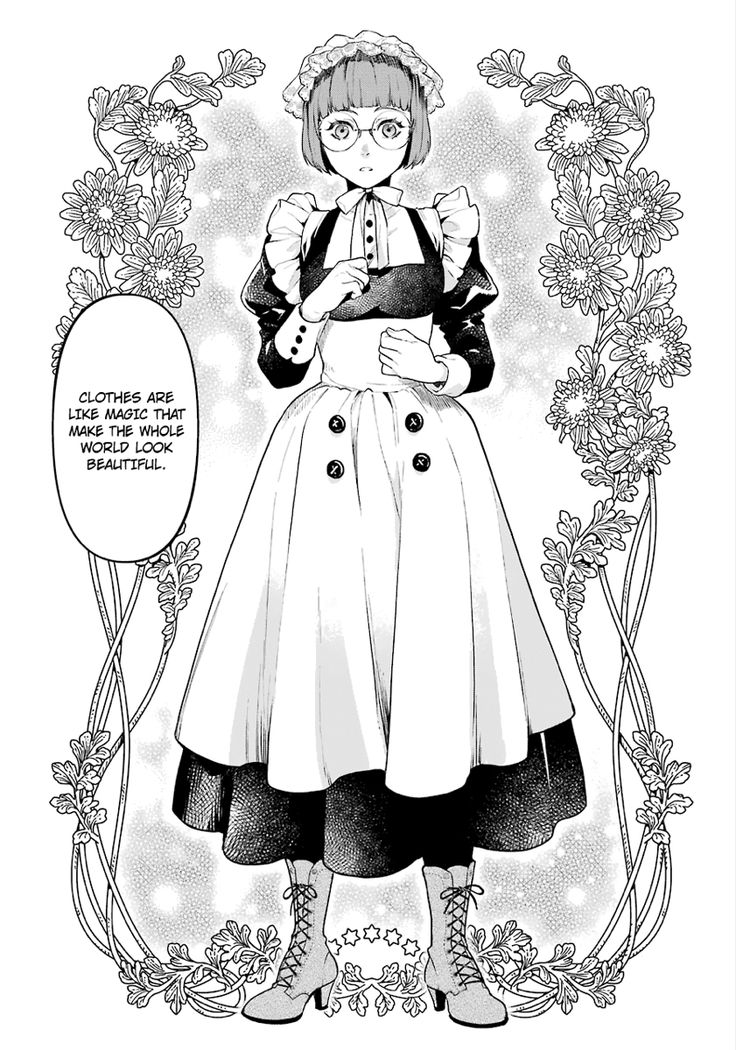 CLOTHES ARE
LIKE MAGIC THAT
MAKE THE WHOLE
WORLD LOOK
BEAUTIFUL.